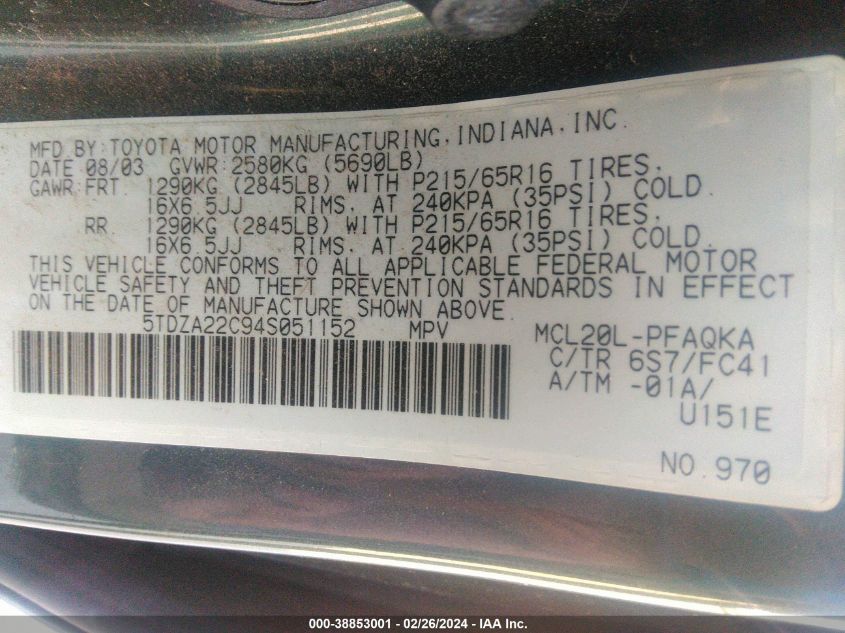 MFD BY: TOYOTA MOTOR MANUFACTURING, INDIANA, INC.
DATE 08/03 GVWR: 2580KG (5690LB)
GAWR: FRT. 1290KG (2845LB) WITH P215/65R16 TIRES,
16X6.5JJ RIMS, AT 240KPA (35PSI) COLD.
RR. 1290KG (2845LB) WITH P215/65R16 TIRES,
16X6.5JJ RIMS, AT 240KPA (35PSI) COLD.
THIS VEHICLE CONFORMS TO ALL APPLICABLE FEDERAL MOTOR
VEHICLE SAFETY AND THEFT PREVENTION STANDARDS IN EFFECT
ON THE DATE OF MANUFACTURE SHOWN ABOVE.
5TDZA22C94S051152 MPV MCL20L-PFAQKA
C/TR 6S7/FC41
A/TM -01A/
U151E
NO. 970
000-38853001 - 02/26/2024 - IAA Inc.